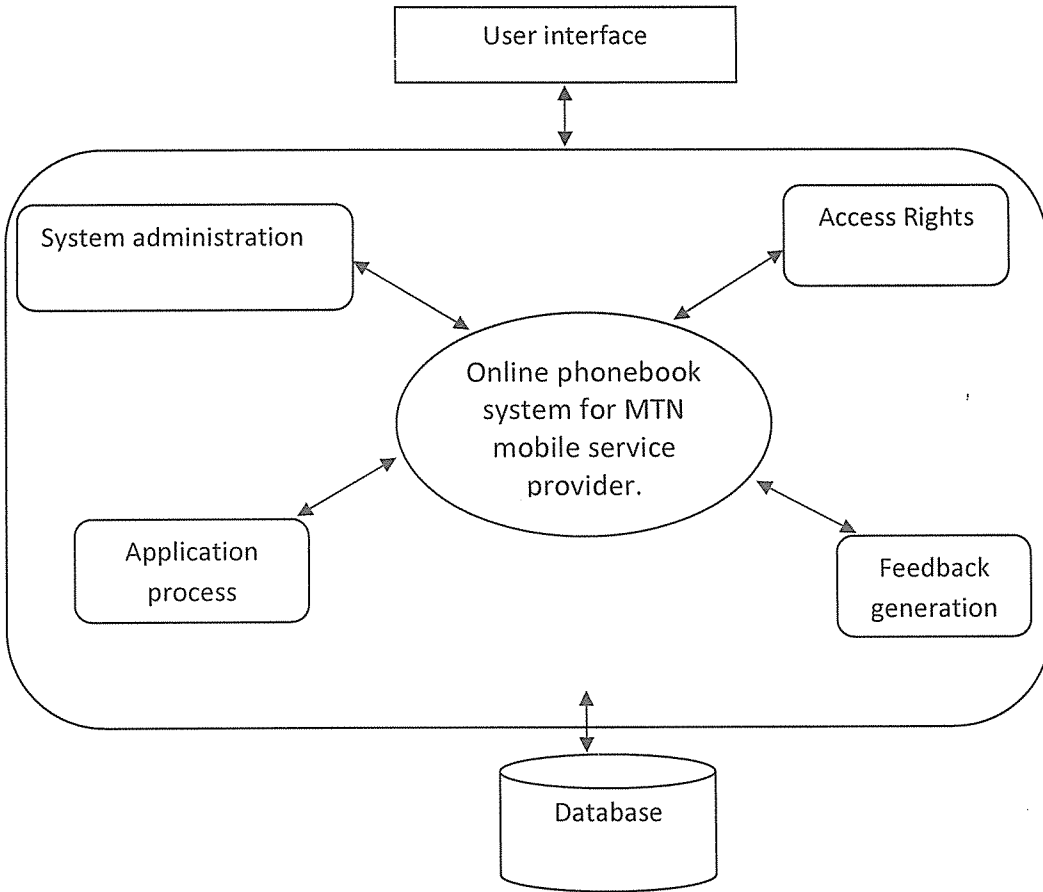 User interface
System administration
Access Rights
Online phonebook
system for MTN
mobile service
provider.
Application
process
Feedback
generation
Database